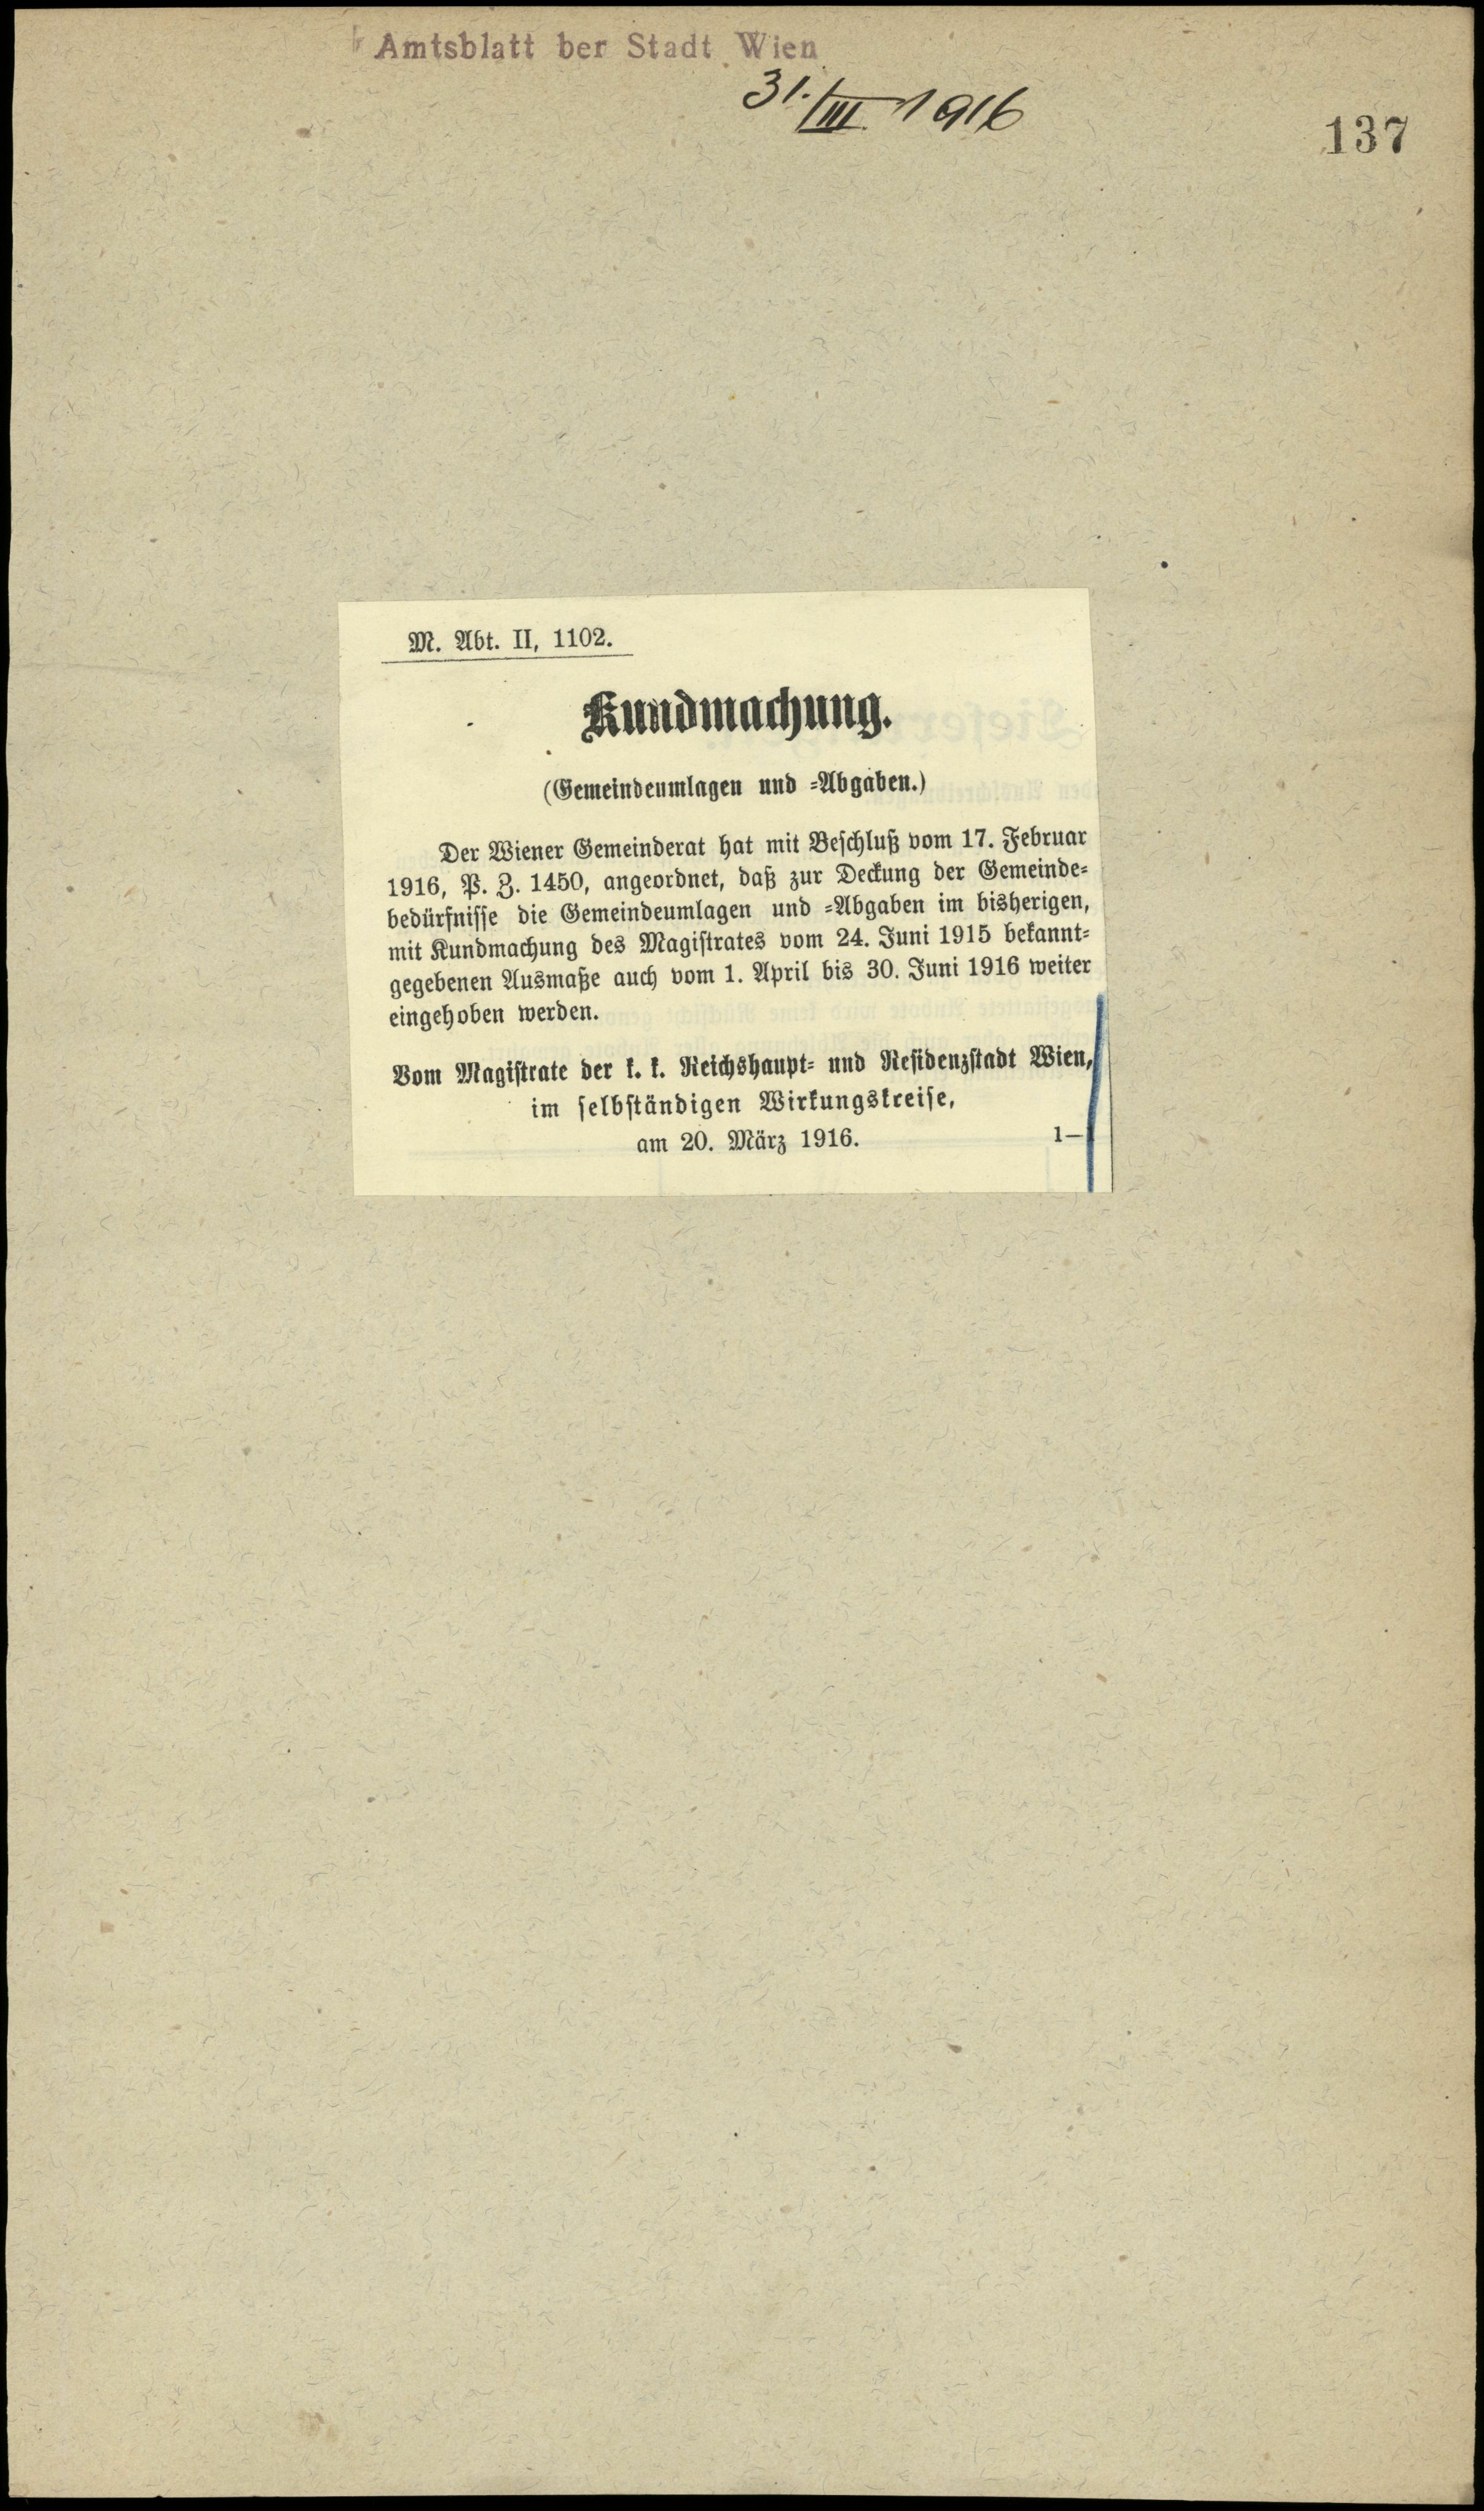 Amtsblatt der Stadt Wien
31./III. 1916
137
M. Abt. II, 1102.
Kundmachung.
(Gemeindeumlagen und =Abgaben.)
Der Wiener Gemeinderat hat mit Beschluß vom 17. Februar
1916, P. Z. 1450, angeordnet, daß zur Deckung der Gemeinde=
bedürfnisse die Gemeindeumlagen und =Abgaben im bisherigen,
mit Kundmachung des Magistrates vom 24. Juni 1915 bekannt=
gegebenen Ausmaße auch vom 1. April bis 30. Juni 1916 weiter
eingehoben werden.
Vom Magistrate der k. k. Reichshaupt= und Residenzstadt Wien,
im selbständigen Wirkungskreise,
am 20. März 1916.
1—